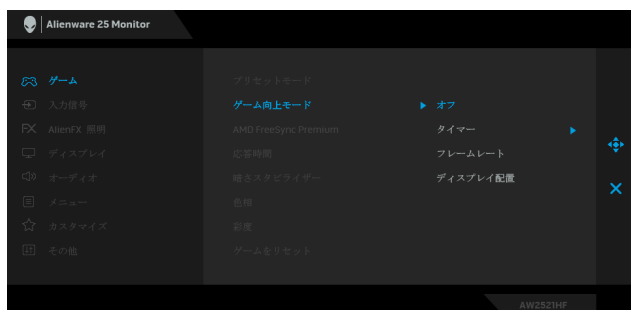 Alienware 25 Monitor
ゲーム
入力信号
AlienFX 照明
ディスプレイ
オーディオ
メニュー
カスタマイズ
その他
プリセットモード
ゲーム向上モード
AMD FreeSync Premium
応答時間
暗さスタビライザー
色相
彩度
ゲームをリセット
オフ
タイマー
フレームレート
ディスプレイ配置
AW2521HF